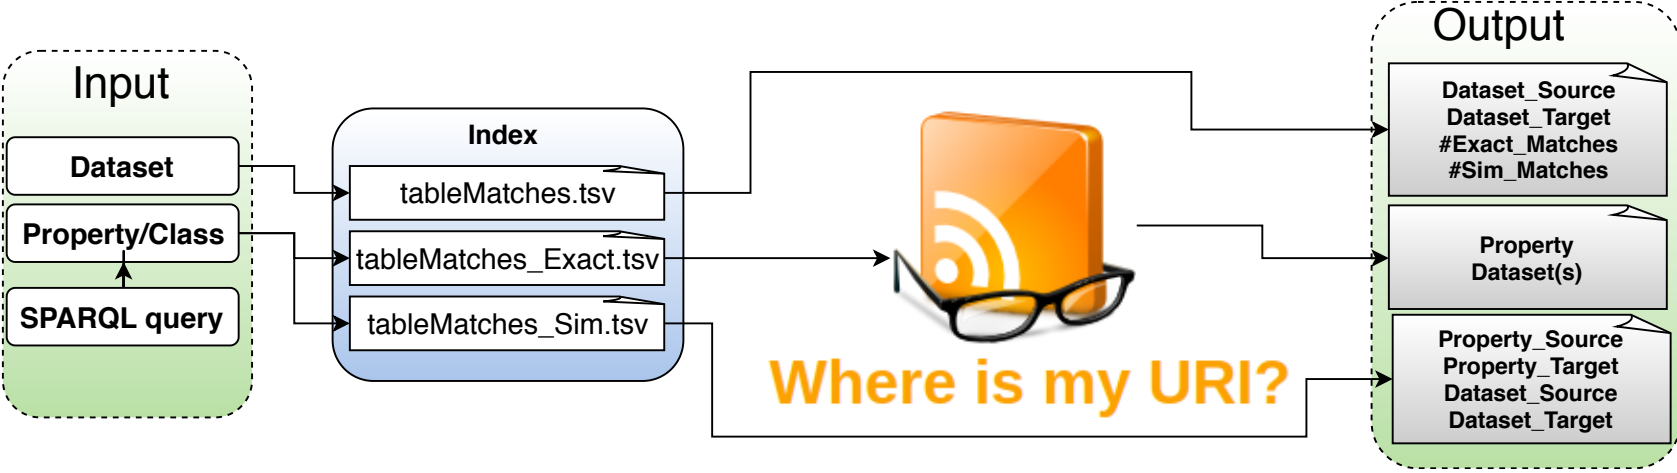 Input
Dataset
Property/Class
SPARQL query
Index
tableMatches.tsv
tableMatches_Exact.tsv
tableMatches_Sim.tsv
Where is my URI?
Output
Dataset_Source
Dataset_Target
#Exact_Matches
#Sim_Matches
Property
Dataset(s)
Property_Source
Property_Target
Dataset_Source
Dataset_Target